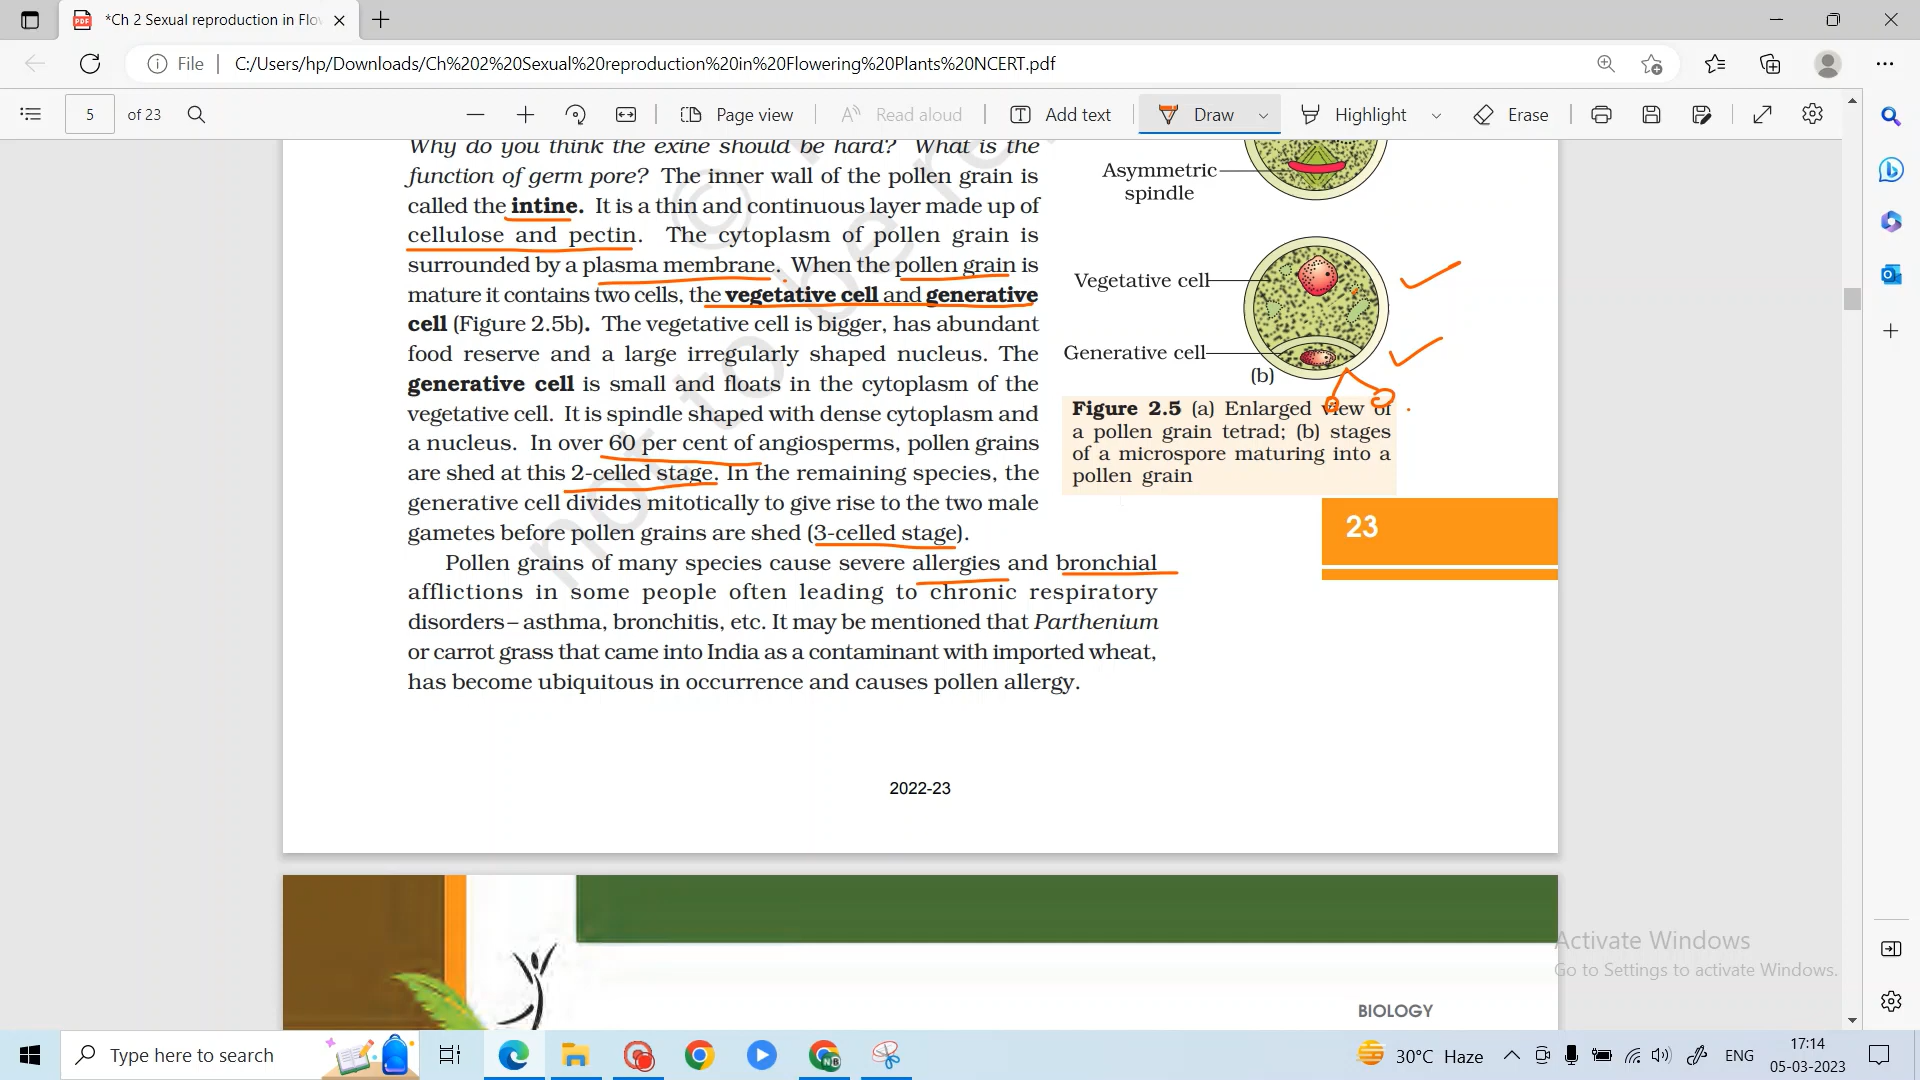 *Ch 2 Sexual reproduction in Flo
File
C:/Users/hp/Downloads/Ch%202%20Sexual%20reproduction%20in%20Flowering%20Plants%20NCERT.pdf
5 of 23
Page view
Read aloud
Add text
Draw
Highlight
Erase
Why do you think the exine should be hard? What is the
function of germ pore? The inner wall of the pollen grain is
called the intine. It is a thin and continuous layer made up of
cellulose and pectin. The cytoplasm of pollen grain is
surrounded by a plasma membrane. When the pollen grain is
mature it contains two cells, the vegetative cell and generative
cell (Figure 2.5b). The vegetative cell is bigger, has abundant
food reserve and a large irregularly shaped nucleus. The
generative cell is small and floats in the cytoplasm of the
vegetative cell. It is spindle shaped with dense cytoplasm and
a nucleus. In over 60 per cent of angiosperms, pollen grains
are shed at this 2-celled stage. In the remaining species, the
generative cell divides mitotically to give rise to the two male
gametes before pollen grains are shed (3-celled stage).
Pollen grains of many species cause severe allergies and bronchial
afflictions in some people often leading to chronic respiratory
disorders– asthma, bronchitis, etc. It may be mentioned that Parthenium
or carrot grass that came into India as a contaminant with imported wheat,
has become ubiquitous in occurrence and causes pollen allergy.
Asymmetric
spindle
Vegetative cell
Generative cell
(b)
Figure 2.5 (a) Enlarged view of
a pollen grain tetrad; (b) stages
of a microspore maturing into a
pollen grain
23
©
not to be re
2022-23
BIOLOGY
Activate Windows
Go to Settings to activate Windows.
Type here to search
30°C Haze
ENG
17:14
05-03-2023